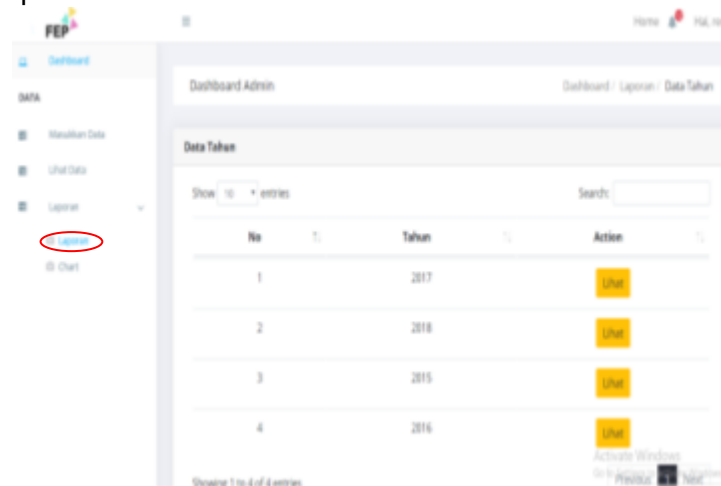 FEP
Home
Dashboard
Dashboard Admin
Dashboard / Laporan / Data Tahun
DATA
Masukkan Data
Lihat Data
Laporan
Laporan
Chart
Data Tahun
Show 10 entries
Search:
No Tahun Action
1 2017 Lihat
2 2018 Lihat
3 2015 Lihat
4 2016 Lihat
Activate Windows
Showing 1 to 4 of 4 entries
Previous 1 Next